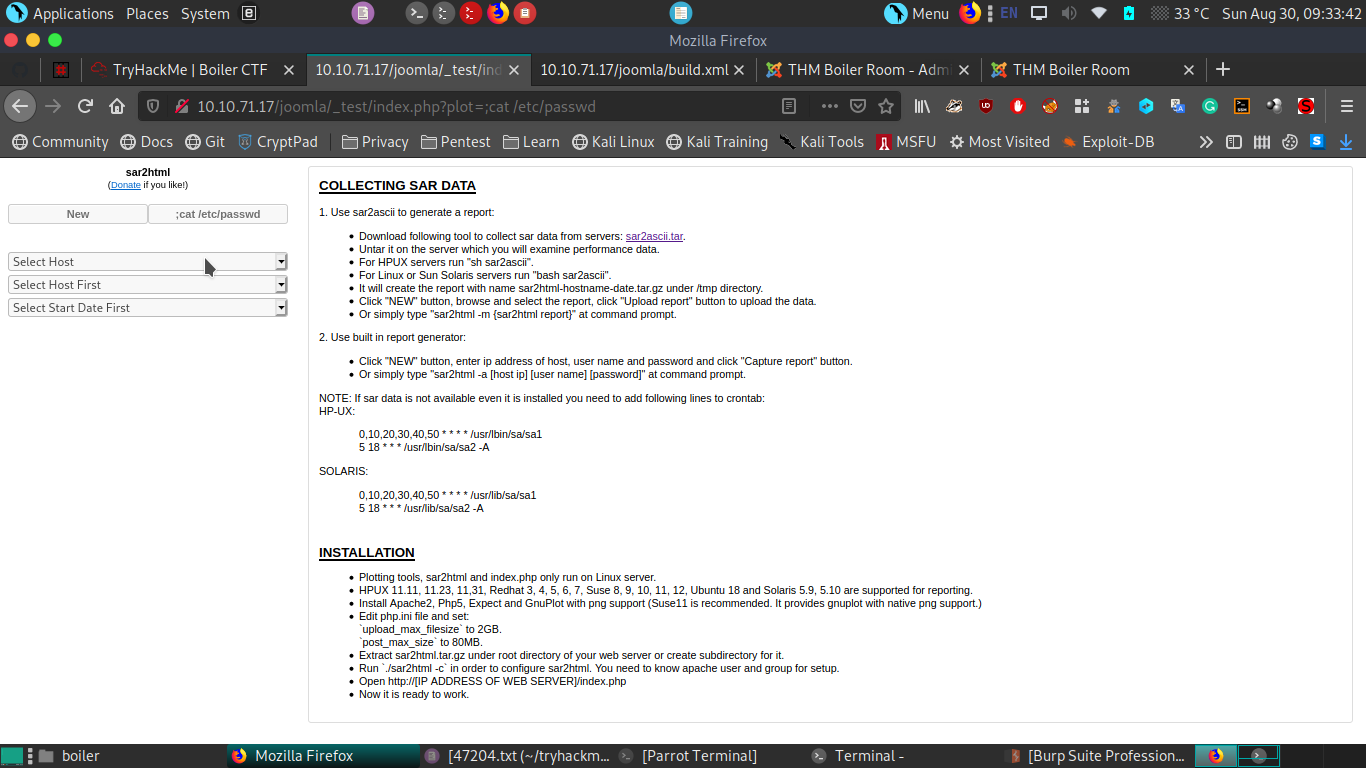 Applications Places System Menu EN 33 °C Sun Aug 30, 09:33:42
Mozilla Firefox
TryHackMe | Boiler CTF 10.10.71.17/joomla/_test/ind 10.10.71.17/joomla/build.xml THM Boiler Room - Admi THM Boiler Room
10.10.71.17/joomla/_test/index.php?plot=;cat /etc/passwd
Community Docs Git CryptPad Privacy Pentest Learn Kali Linux Kali Training Kali Tools MSFU Most Visited Exploit-DB
sar2html
(Donate if you like!)
New ;cat /etc/passwd
Select Host
Select Host First
Select Start Date First
COLLECTING SAR DATA
1. Use sar2ascii to generate a report:
• Download following tool to collect sar data from servers: sar2ascii.tar.
• Untar it on the server which you will examine performance data.
• For HPUX servers run "sh sar2ascii".
• For Linux or Sun Solaris servers run "bash sar2ascii".
• It will create the report with name sar2html-hostname-date.tar.gz under /tmp directory.
• Click "NEW" button, browse and select the report, click "Upload report" button to upload the data.
• Or simply type "sar2html -m {sar2html report}" at command prompt.
2. Use built in report generator:
• Click "NEW" button, enter ip address of host, user name and password and click "Capture report" button.
• Or simply type "sar2html -a [host ip] [user name] [password]" at command prompt.
NOTE: If sar data is not available even it is installed you need to add following lines to crontab:
HP-UX:
0,10,20,30,40,50 * * * * /usr/lbin/sa/sa1
5 18 * * * /usr/lbin/sa/sa2 -A
SOLARIS:
0,10,20,30,40,50 * * * * /usr/lib/sa/sa1
5 18 * * * /usr/lib/sa/sa2 -A
INSTALLATION
• Plotting tools, sar2html and index.php only run on Linux server.
• HPUX 11.11, 11.23, 11,31, Redhat 3, 4, 5, 6, 7, Suse 8, 9, 10, 11, 12, Ubuntu 18 and Solaris 5.9, 5.10 are supported for reporting.
• Install Apache2, Php5, Expect and GnuPlot with png support (Suse11 is recommended. It provides gnuplot with native png support.)
• Edit php.ini file and set:
`upload_max_filesize` to 2GB.
`post_max_size` to 80MB.
• Extract sar2html.tar.gz under root directory of your web server or create subdirectory for it.
• Run `./sar2html -c` in order to configure sar2html. You need to know apache user and group for setup.
• Open http://[IP ADDRESS OF WEB SERVER]/index.php
• Now it is ready to work.
boiler Mozilla Firefox [47204.txt (~/tryhackm... [Parrot Terminal] Terminal - [Burp Suite Profession...